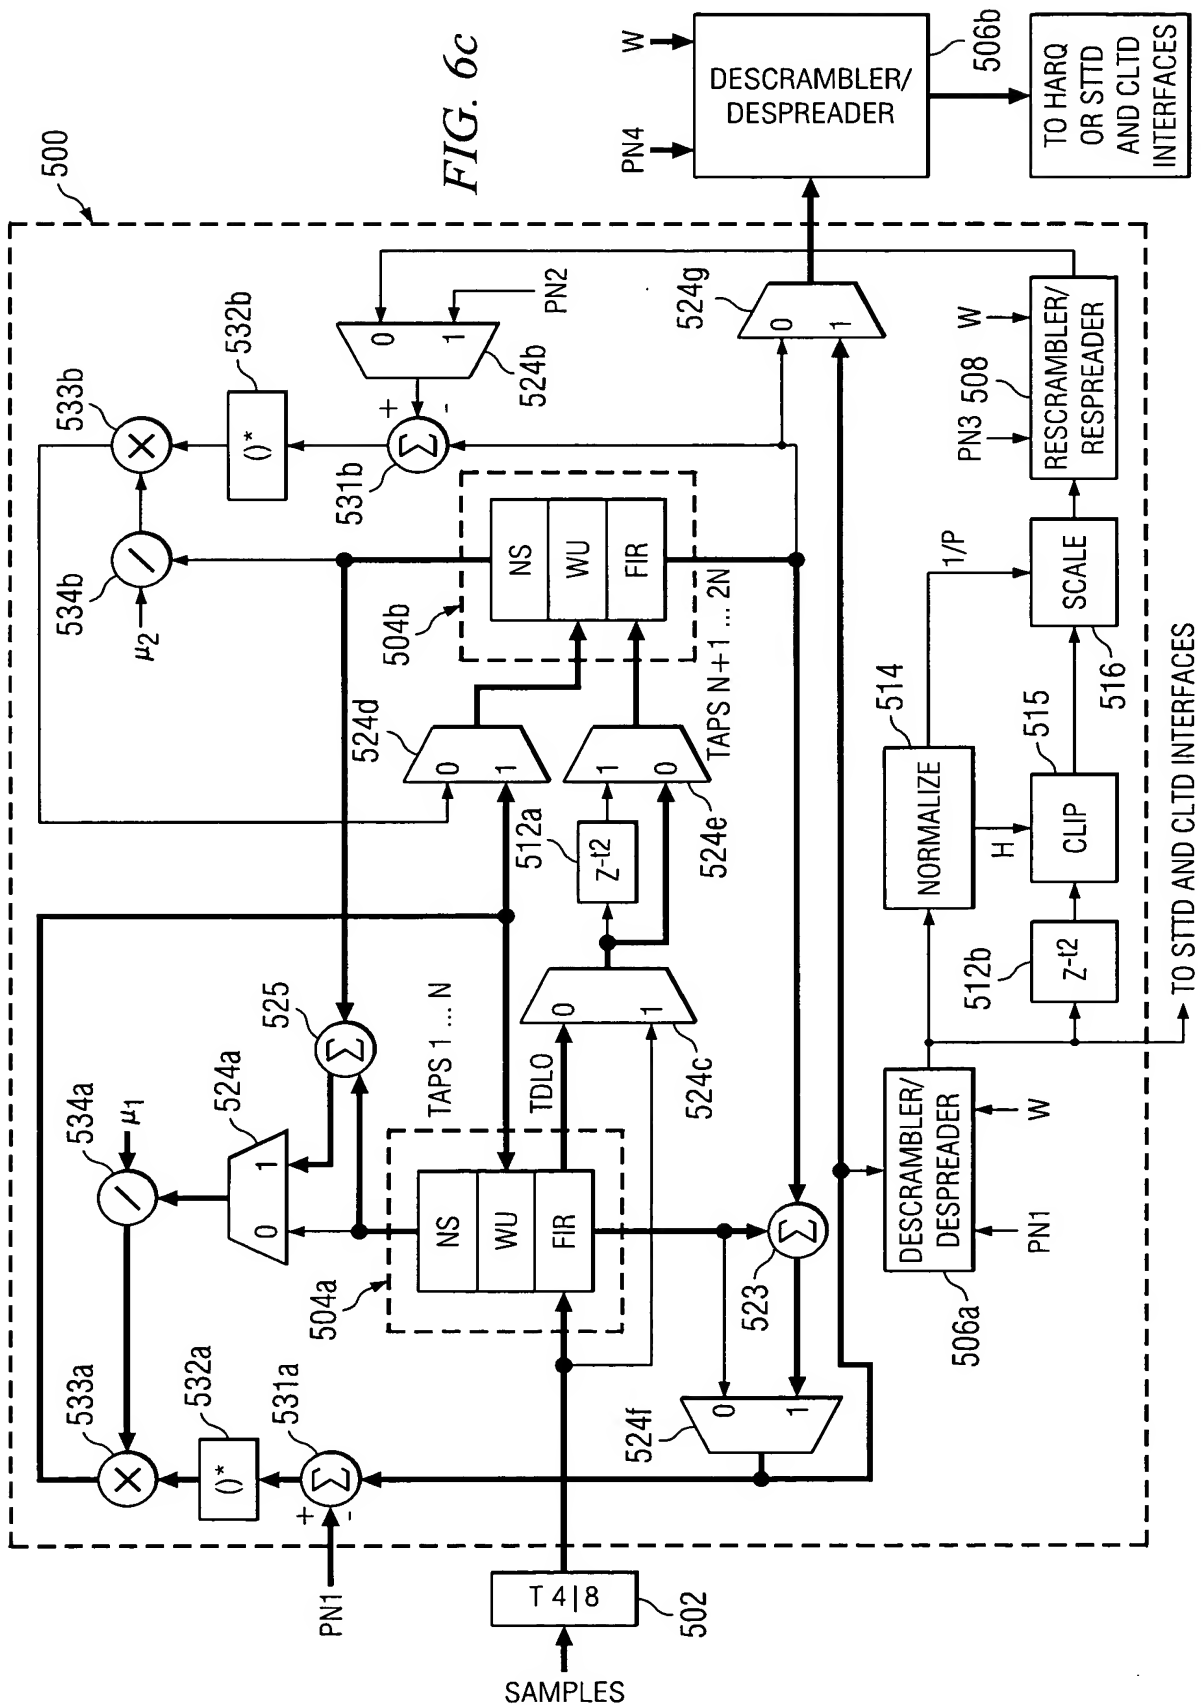 FIG. 6c
500
SAMPLES
T 4|8
502
PN1
+
-
Σ
531a
()*
532a
×
533a
/
534a
μ1
524a
0
1
Σ
525
504a
NS
WU
FIR
TAPS 1 ... N
TDLO
524c
0
1
Z-t2
512a
524d
0
1
524e
1
0
504b
NS
WU
FIR
TAPS N+1 ... 2N
μ2
/
534b
×
533b
()*
532b
+
-
Σ
531b
524b
0
1
PN2
524f
0
1
Σ
523
524g
0
1
DESCRAMBLER/
DESPREADER
506a
PN1
W
Z-t2
512b
NORMALIZE
514
H
CLIP
515
1/P
SCALE
516
RESCRAMBLER/
RESPREADER
508
PN3
W
TO STTD AND CLTD INTERFACES
DESCRAMBLER/
DESPREADER
506b
PN4
W
TO HARQ
OR STTD
AND CLTD
INTERFACES